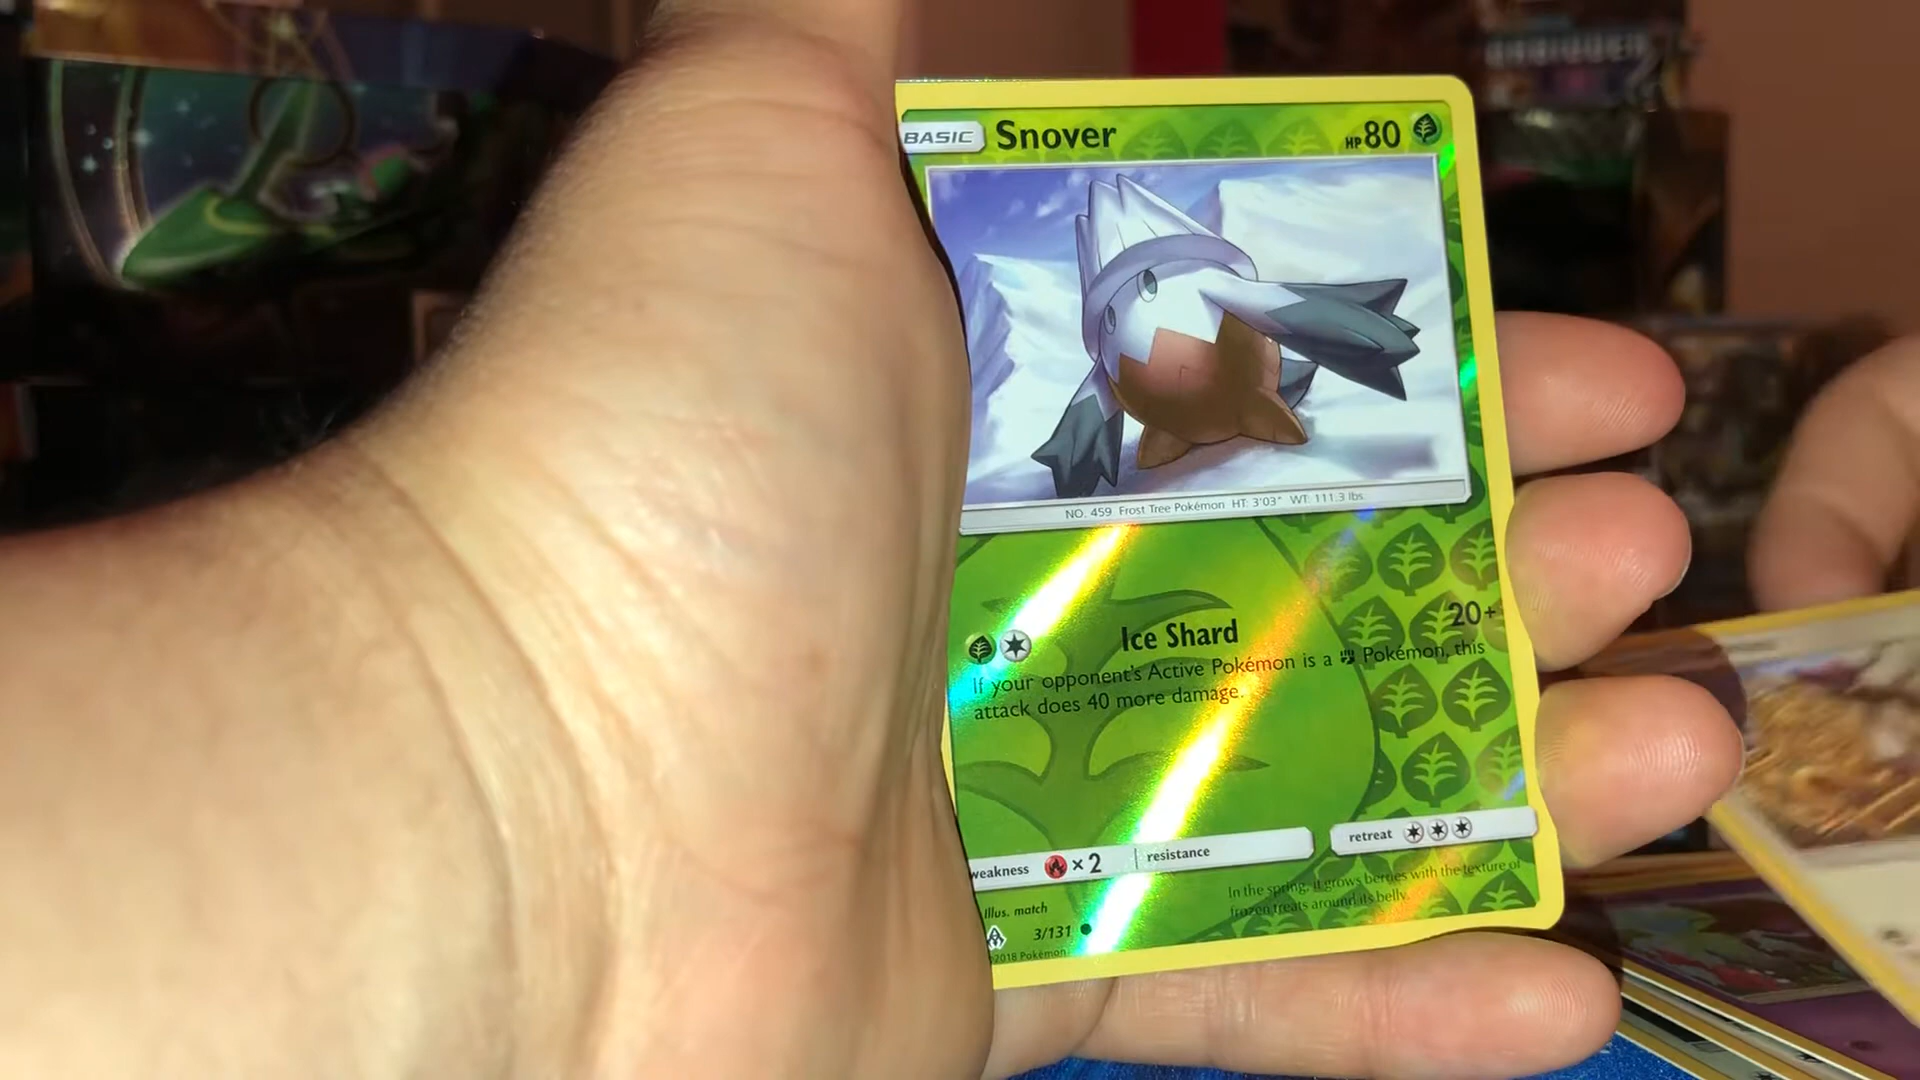 BASIC Snover HP 80
NO. 459 Frost Tree Pokémon HT: 3'03" WT: 111.3 lbs.
Ice Shard 20+
If your opponent's Active Pokémon is a Pokémon, this
attack does 40 more damage.
weakness ×2 resistance retreat
In the spring, it grows berries with the texture of
frozen treats around its belly.
Illus. match
3/131
©2018 Pokémon